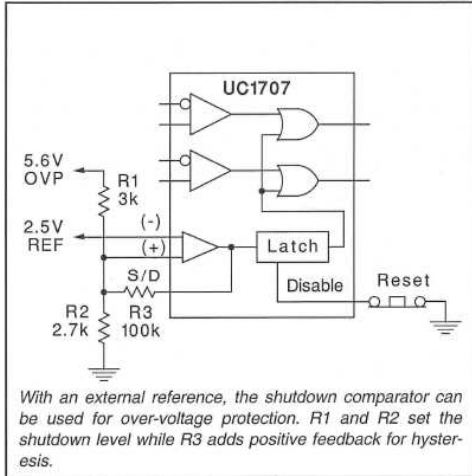 UC1707
5.6V
OVP
R1
3k
2.5V
REF
(-)
(+)
S/D
Latch
Disable
Reset
R2
2.7k
R3
100k
With an external reference, the shutdown comparator can
be used for over-voltage protection. R1 and R2 set the
shutdown level while R3 adds positive feedback for hyster-
esis.